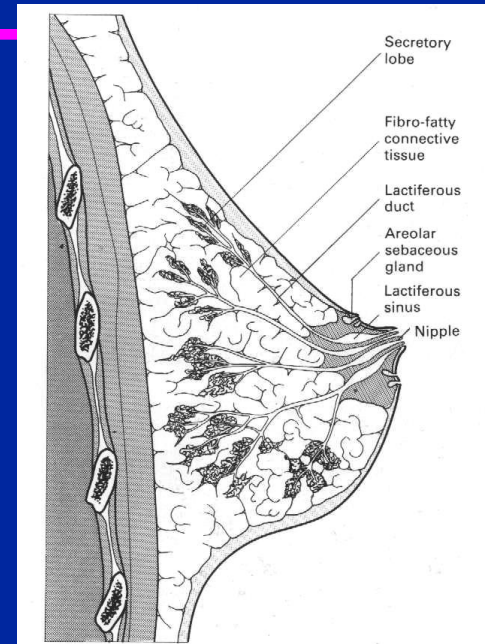 Secretory
lobe
Fibro-fatty
connective
tissue
Lactiferous
duct
Areolar
sebaceous
gland
Lactiferous
sinus
Nipple